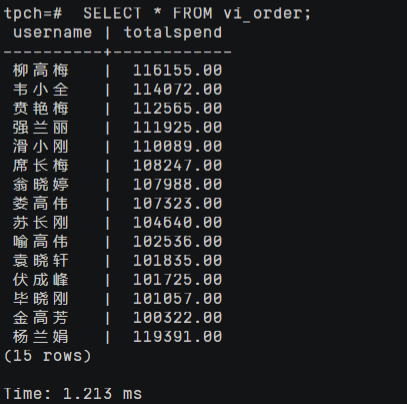 tpch=#  SELECT * FROM vi_order;
 username | totalspend
----------+------------
 柳高梅   |  116155.00
 韦小全   |  114072.00
 贲艳梅   |  112565.00
 强兰丽   |  111925.00
 滑小刚   |  110089.00
 席长梅   |  108247.00
 翁晓婷   |  107988.00
 娄高伟   |  107323.00
 苏长刚   |  104640.00
 喻高伟   |  102536.00
 袁晓轩   |  101835.00
 伏成峰   |  101725.00
 毕晓刚   |  101057.00
 金高芳   |  100322.00
 杨兰娟   |  119391.00
(15 rows)
Time: 1.213 ms